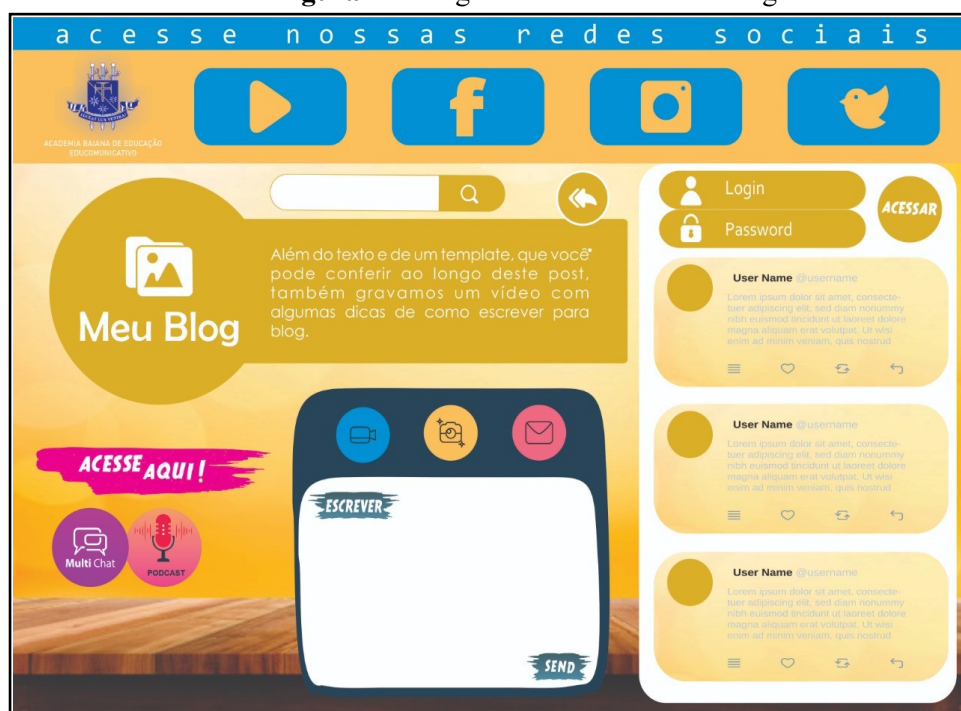 acesse nossas redes sociais
ACADEMIA BAIANA DE EDUCAÇÃO
EDUCOMUNICATIVO
Meu Blog
Além do texto e de um template, que você
pode conferir ao longo deste post,
também gravamos um vídeo com
algumas dicas de como escrever para
blog.
ACESSE AQUI!
Multi Chat
PODCAST
ESCREVER
SEND
Login
Password
ACESSAR
User Name @username
Lorem ipsum dolor sit amet, consecte-
tuer adipiscing elit, sed diam nonummy
nibh euismod tincidunt ut laoreet dolore
magna aliquam erat volutpat. Ut wisi
enim ad minim veniam, quis nostrud
User Name @username
Lorem ipsum dolor sit amet, consecte-
tuer adipiscing elit, sed diam nonummy
nibh euismod tincidunt ut laoreet dolore
magna aliquam erat volutpat. Ut wisi
enim ad minim veniam, quis nostrud
User Name @username
Lorem ipsum dolor sit amet, consecte-
tuer adipiscing elit, sed diam nonummy
nibh euismod tincidunt ut laoreet dolore
magna aliquam erat volutpat. Ut wisi
enim ad minim veniam, quis nostrud